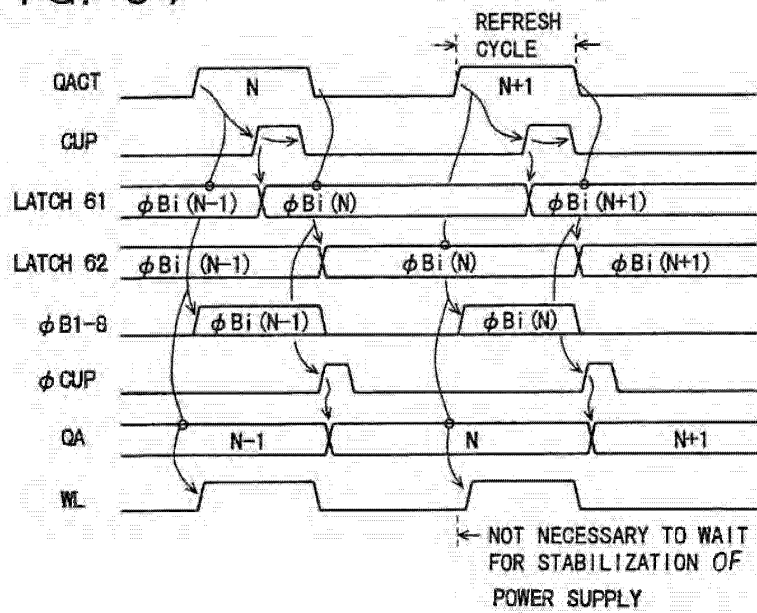 REFRESH
CYCLE
QACT N N+1
CUP
LATCH 61 φBi(N-1) φBi(N) φBi(N+1)
LATCH 62 φBi(N-1) φBi(N) φBi(N+1)
φB1-8 φBi(N-1) φBi(N)
φCUP
QA N-1 N N+1
WL
NOT NECESSARY TO WAIT
FOR STABILIZATION OF
POWER SUPPLY